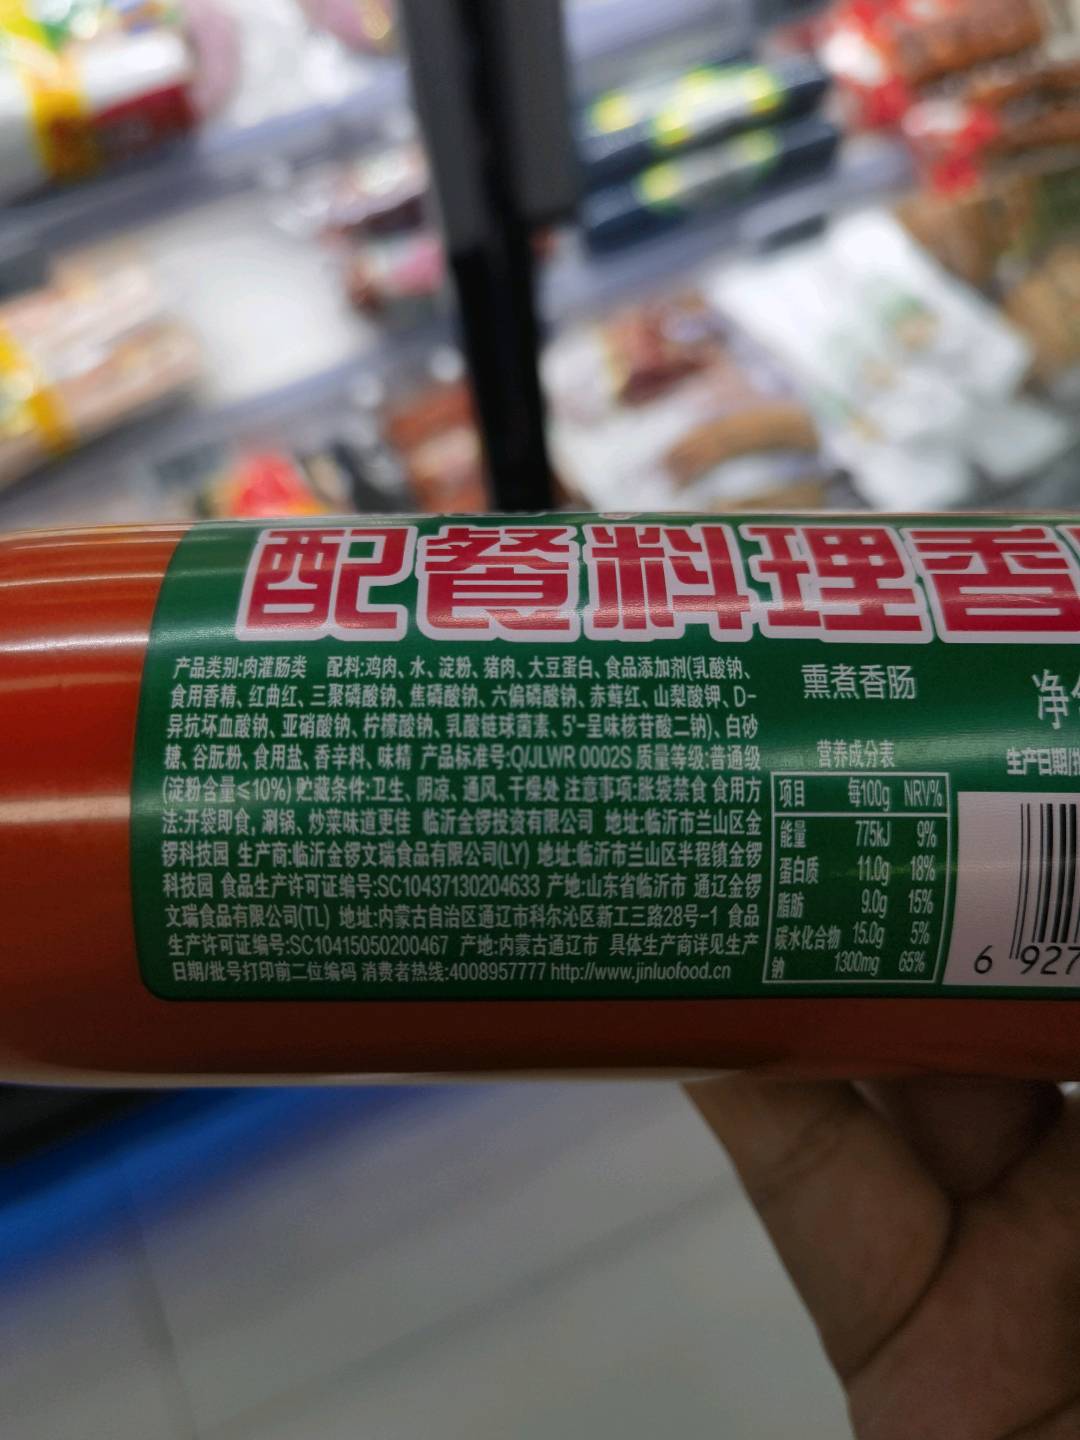 配餐料理香
产品类别:肉灌肠类 配料:鸡肉、水、淀粉、猪肉、大豆蛋白、食品添加剂(乳酸钠、
食用香精、红曲红、三聚磷酸钠、焦磷酸钠、六偏磷酸钠、赤藓红、山梨酸钾、D-
异抗坏血酸钠、亚硝酸钠、柠檬酸钠、乳酸链球菌素、5'-呈味核苷酸二钠)、白砂
糖、谷朊粉、食用盐、香辛料、味精 产品标准号:Q/JLWR 0002S 质量等级:普通级
(淀粉含量≤10%) 贮藏条件:卫生、阴凉、通风、干燥处 注意事项:胀袋禁食 食用方
法:开袋即食, 涮锅、炒菜味道更佳 临沂金锣投资有限公司 地址:临沂市兰山区金
锣科技园 生产商:临沂金锣文瑞食品有限公司(LY) 地址:临沂市兰山区半程镇金锣
科技园 食品生产许可证编号:SC10437130204633 产地:山东省临沂市 通辽金锣
文瑞食品有限公司(TL) 地址:内蒙古自治区通辽市科尔沁区新工三路28号-1 食品
生产许可证编号:SC10415050200467 产地:内蒙古通辽市 具体生产商详见生产
日期/批号打印前二位编码 消费者热线:4008957777 http://www.jinluofood.cn
熏煮香肠
营养成分表
项目 每100g NRV%
能量 775kJ 9%
蛋白质 11.0g 18%
脂肪 9.0g 15%
碳水化合物 15.0g 5%
钠 1300mg 65%
净
生产日期/
6 927